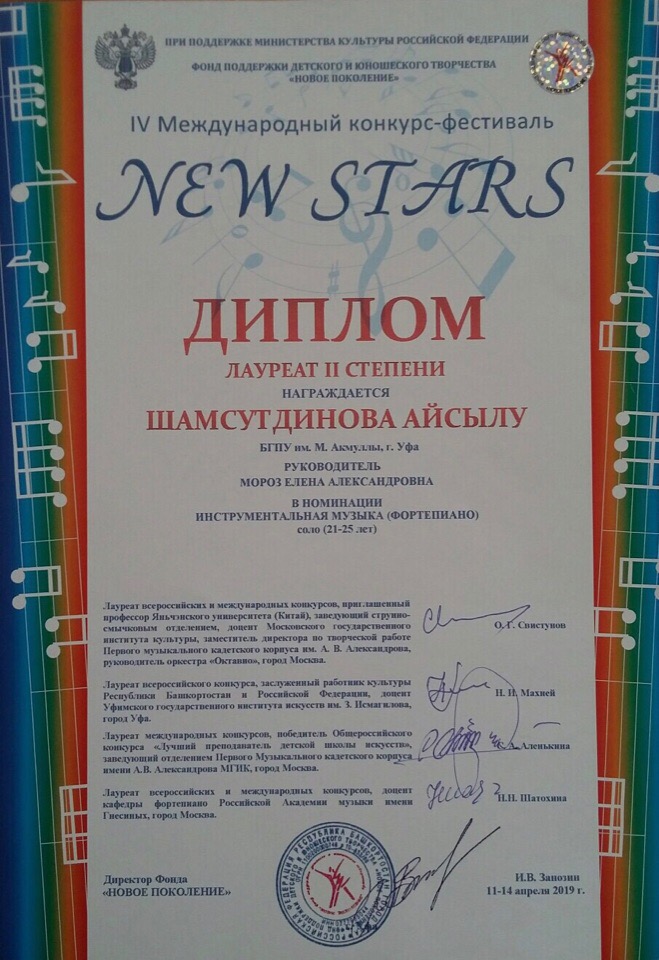 ПРИ ПОДДЕРЖКЕ МИНИСТЕРСТВА КУЛЬТУРЫ РОССИЙСКОЙ ФЕДЕРАЦИИ
ФОНД ПОДДЕРЖКИ ДЕТСКОГО И ЮНОШЕСКОГО ТВОРЧЕСТВА
«НОВОЕ ПОКОЛЕНИЕ»
IV Международный конкурс-фестиваль
NEW STARS
ДИПЛОМ
ЛАУРЕАТ II СТЕПЕНИ
НАГРАЖДАЕТСЯ
ШАМСУТДИНОВА АЙСЫЛУ
БГПУ им. М. Акмуллы, г. Уфа
РУКОВОДИТЕЛЬ
МОРОЗ ЕЛЕНА АЛЕКСАНДРОВНА
В НОМИНАЦИИ
ИНСТРУМЕНТАЛЬНАЯ МУЗЫКА (ФОРТЕПИАНО)
соло (21-25 лет)
Лауреат всероссийских и международных конкурсов, приглашенный
профессор Яньчэнского университета (Китай), заведующий струнно-
смычковым отделением, доцент Московского государственного
института культуры, заместитель директора по творческой работе
Первого музыкального кадетского корпуса им. А. В. Александрова,
руководитель оркестра «Октавио», город Москва.
О. Г. Свистунов
Лауреат всероссийского конкурса, заслуженный работник культуры
Республики Башкортостан и Российской Федерации, доцент
Уфимского государственного института искусств им. З. Исмагилова,
город Уфа.
Н. И. Махней
Лауреат международных конкурсов, победитель Общероссийского
конкурса «Лучший преподаватель детской школы искусств»,
заведующий отделением Первого Музыкального кадетского корпуса
имени А.В. Александрова МГИК, город Москва.
Аленькина
Лауреат всероссийских и международных конкурсов, доцент
кафедры фортепиано Российской Академии музыки имени
Гнесиных, город Москва.
Н.Н. Шатохина
Директор Фонда
«НОВОЕ ПОКОЛЕНИЕ»
И.В. Занозин
11-14 апреля 2019 г.